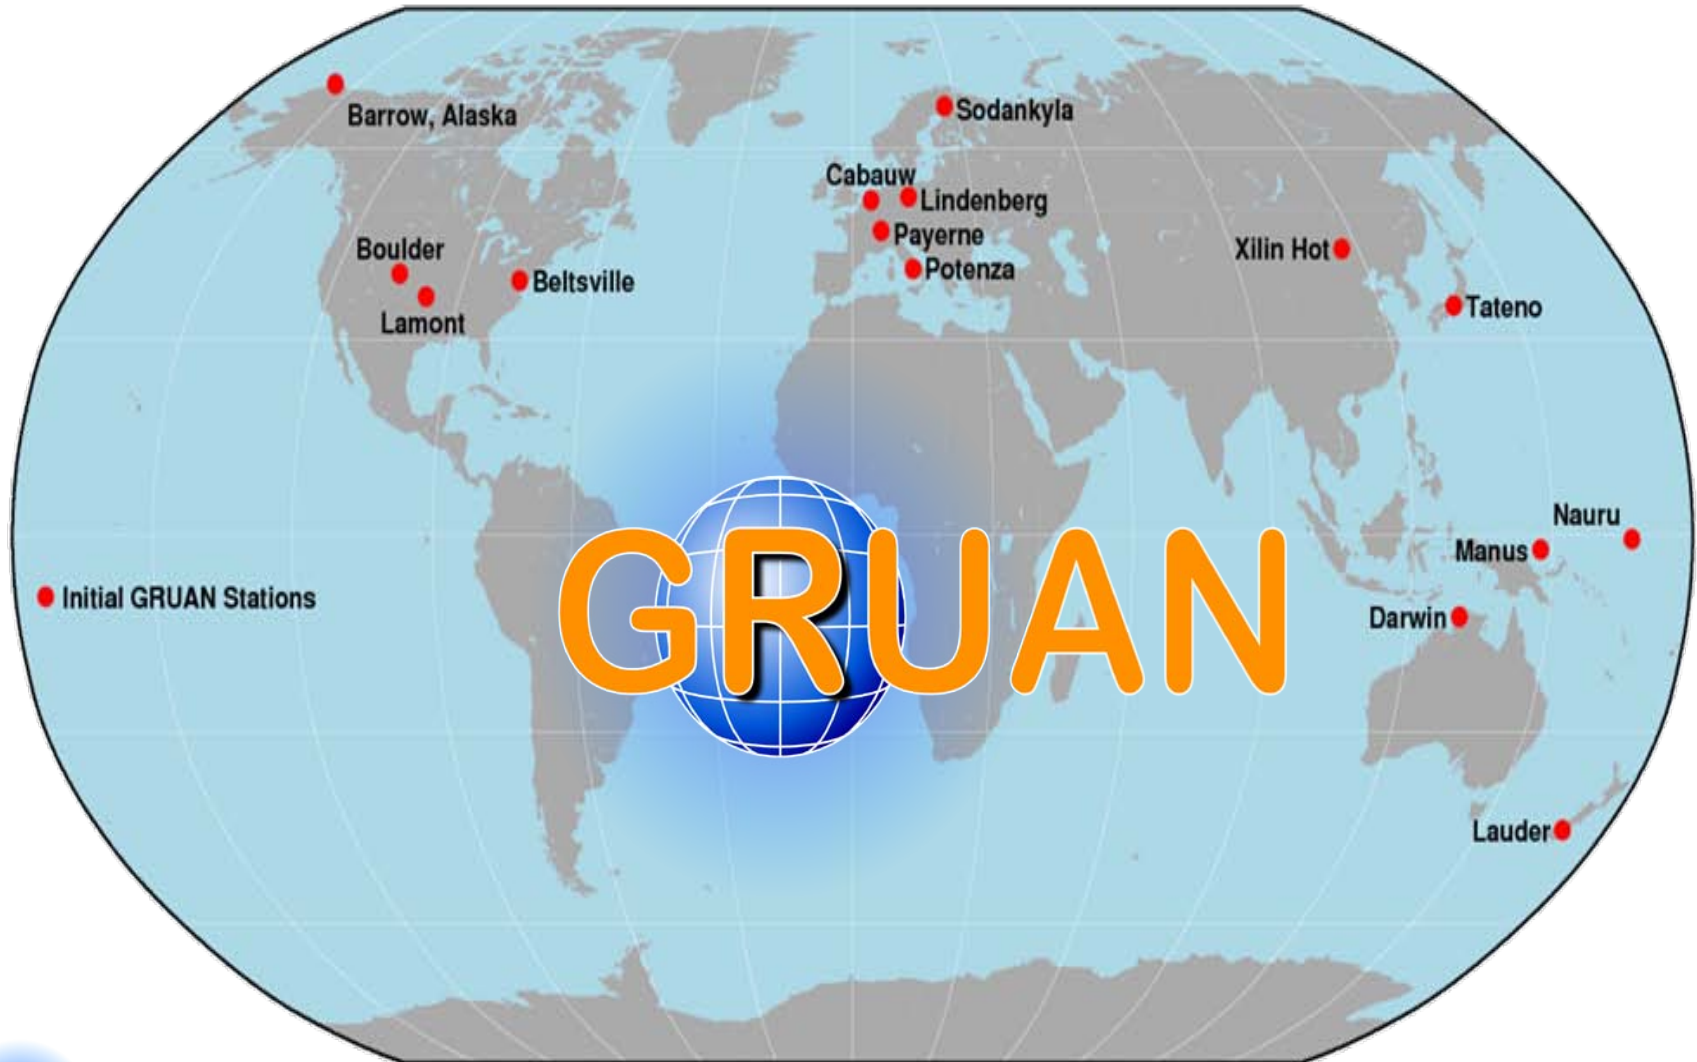 Barrow, Alaska
Sodankyla
Cabauw
Lindenberg
Payerne
Boulder
Xilin Hot
Potenza
Beltsville
Tateno
Lamont
Nauru
Manus
Initial GRUAN Stations
GRUAN
Darwin
Lauder